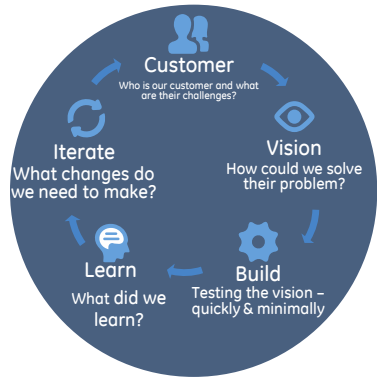 Customer
Who is our customer and what
are their challenges?
Vision
How could we solve
their problem?
Build
Testing the vision –
quickly & minimally
Learn
What did we
learn?
Iterate
What changes do
we need to make?